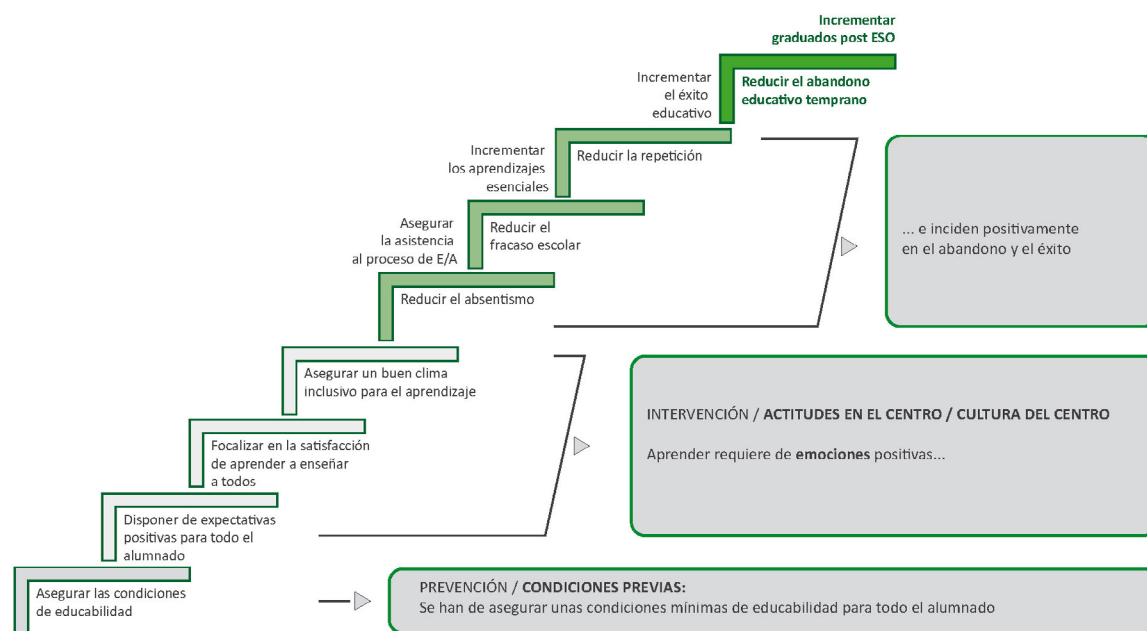 Incrementar
graduados post ESO
Reducir el abandono
educativo temprano
Incrementar
el éxito
educativo
Reducir la repetición
Incrementar
los aprendizajes
esenciales
Reducir el
fracaso escolar
Asegurar
la asistencia
al proceso de E/A
Reducir el absentismo
... e inciden positivamente
en el abandono y el éxito
Asegurar un buen clima
inclusivo para el aprendizaje
Focalizar en la satisfacción
de aprender a enseñar
a todos
Disponer de expectativas
positivas para todo el
alumnado
INTERVENCIÓN / ACTITUDES EN EL CENTRO / CULTURA DEL CENTRO
Aprender requiere de emociones positivas...
Asegurar las condiciones
de educabilidad
PREVENCIÓN / CONDICIONES PREVIAS:
Se han de asegurar unas condiciones mínimas de educabilidad para todo el alumnado